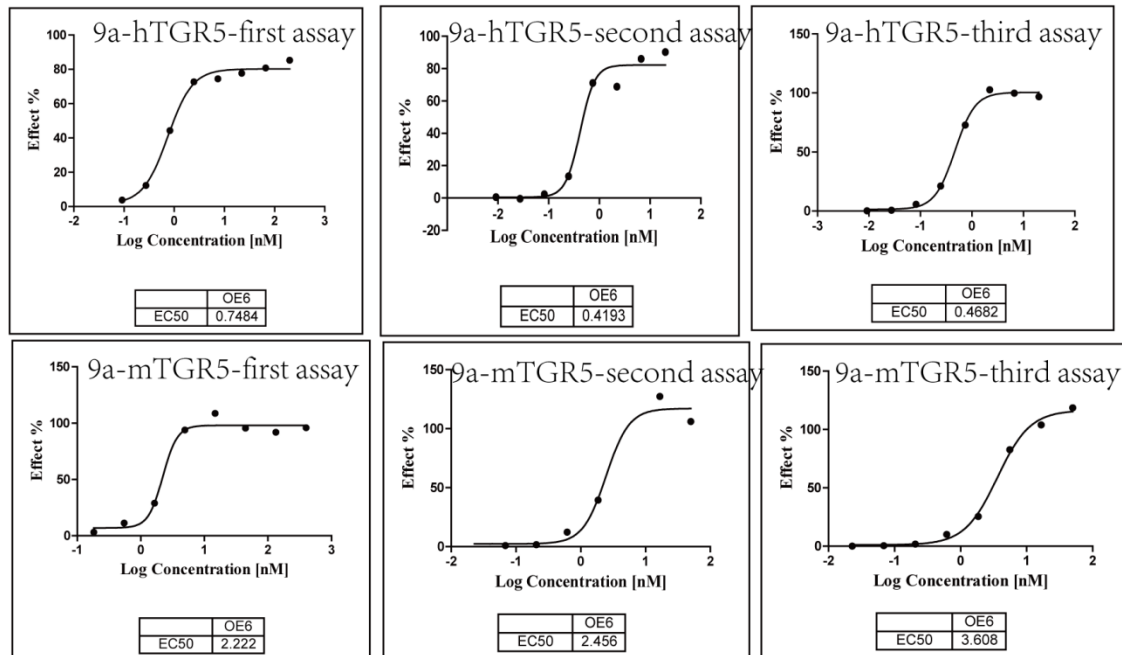 9a-hTGR5-first assay
100
80
60
40
20
0
-2
-1
0
1
2
3
Effect %
Log Concentration [nM]
OE6
EC50 0.7484
9a-hTGR5-second assay
100
80
60
40
20
0
-20
-2
-1
0
1
2
Effect %
Log Concentration [nM]
OE6
EC50 0.4193
9a-hTGR5-third assay
150
100
50
0
-3
-2
-1
0
1
2
Effect %
Log Concentration [nM]
OE6
EC50 0.4682
9a-mTGR5-first assay
150
100
50
0
-1
0
1
2
3
Effect %
Log Concentration [nM]
OE6
EC50 2.222
9a-mTGR5-second assay
150
100
50
0
-2
-1
0
1
2
Effect %
Log Concentration [nM]
OE6
EC50 2.456
9a-mTGR5-third assay
150
100
50
0
-2
-1
0
1
2
Effect %
Log Concentration [nM]
OE6
EC50 3.608